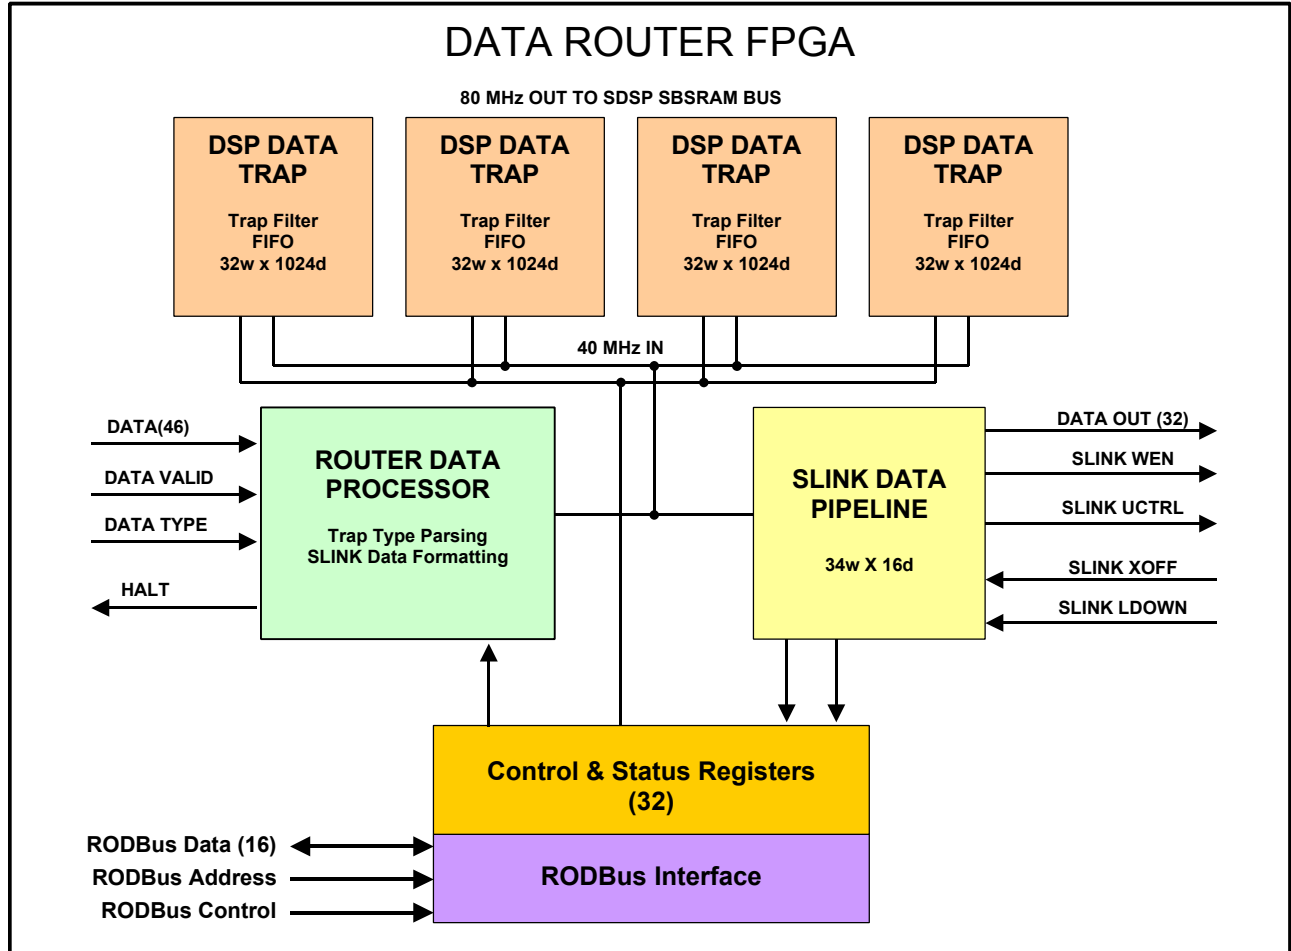 DATA ROUTER FPGA
80 MHz OUT TO SDSP SBSRAM BUS
DSP DATA
TRAP
Trap Filter
FIFO
32w x 1024d
DSP DATA
TRAP
Trap Filter
FIFO
32w x 1024d
DSP DATA
TRAP
Trap Filter
FIFO
32w x 1024d
DSP DATA
TRAP
Trap Filter
FIFO
32w x 1024d
40 MHz IN
DATA(46)
DATA VALID
DATA TYPE
HALT
ROUTER DATA
PROCESSOR
Trap Type Parsing
SLINK Data Formatting
SLINK DATA
PIPELINE
34w X 16d
DATA OUT (32)
SLINK WEN
SLINK UCTRL
SLINK XOFF
SLINK LDOWN
Control & Status Registers
(32)
RODBus Data (16)
RODBus Address
RODBus Control
RODBus Interface